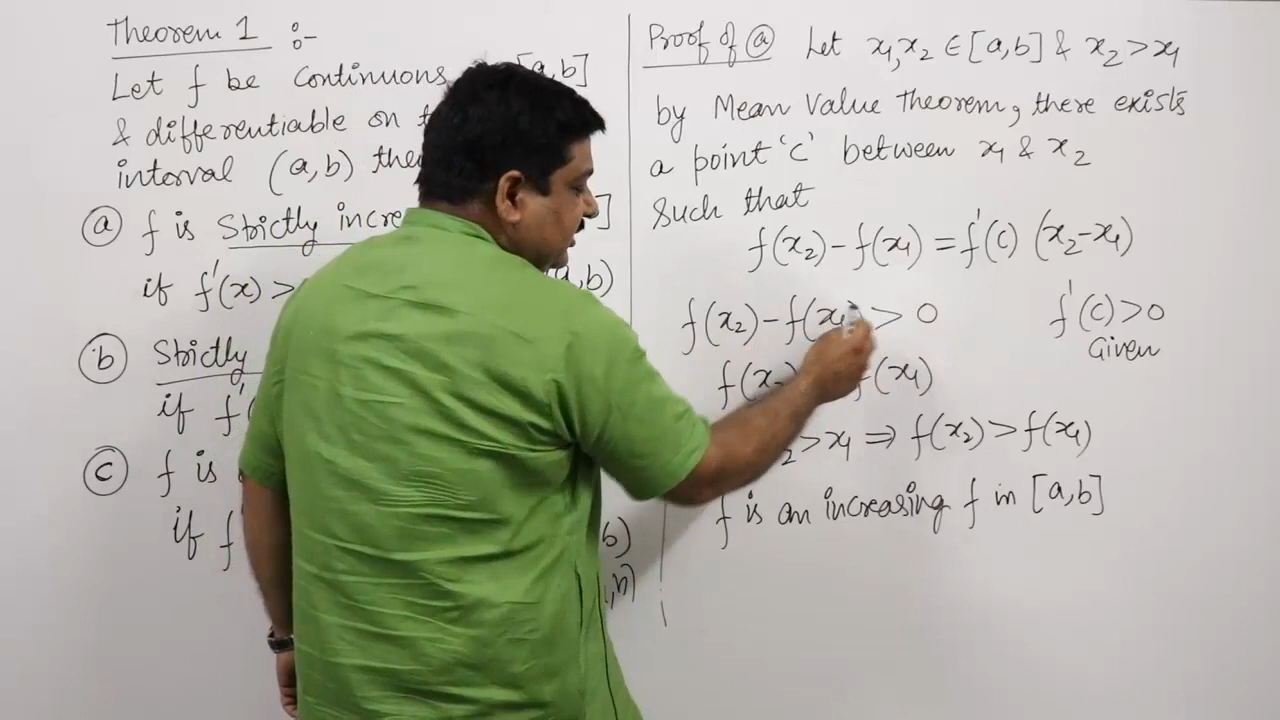 Theorem 1 :-
Let f be Continuous [a,b]
& differentiable on
interval (a,b)
(a) f is Strictly ]
if f'(x) > (a,b)
(b) Strictly
if f'(
(c) f is
if f' b)
,b)
Proof of (a) Let x₁,x₂ ∈ [a,b] & x₂ > x₁
by Mean Value Theorem, there exists
a point 'c' between x₁ & x₂
Such that
f(x₂) - f(x₁) = f'(c) (x₂-x₁)
f(x₂) - f(x₁) > 0 f'(c) > 0
Given
f(x₂) f(x₁)
₂ > x₁ ⇒ f(x₂) > f(x₁)
f is an increasing f in [a,b]